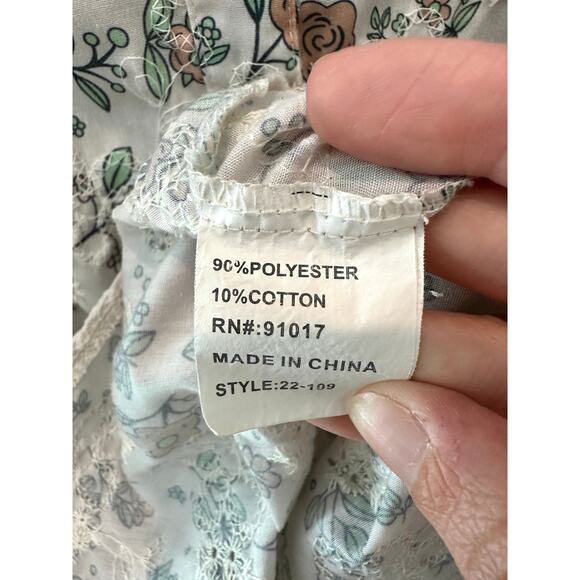 90%POLYESTER
10%COTTON
RN#:91017
MADE IN CHINA
STYLE:22-109